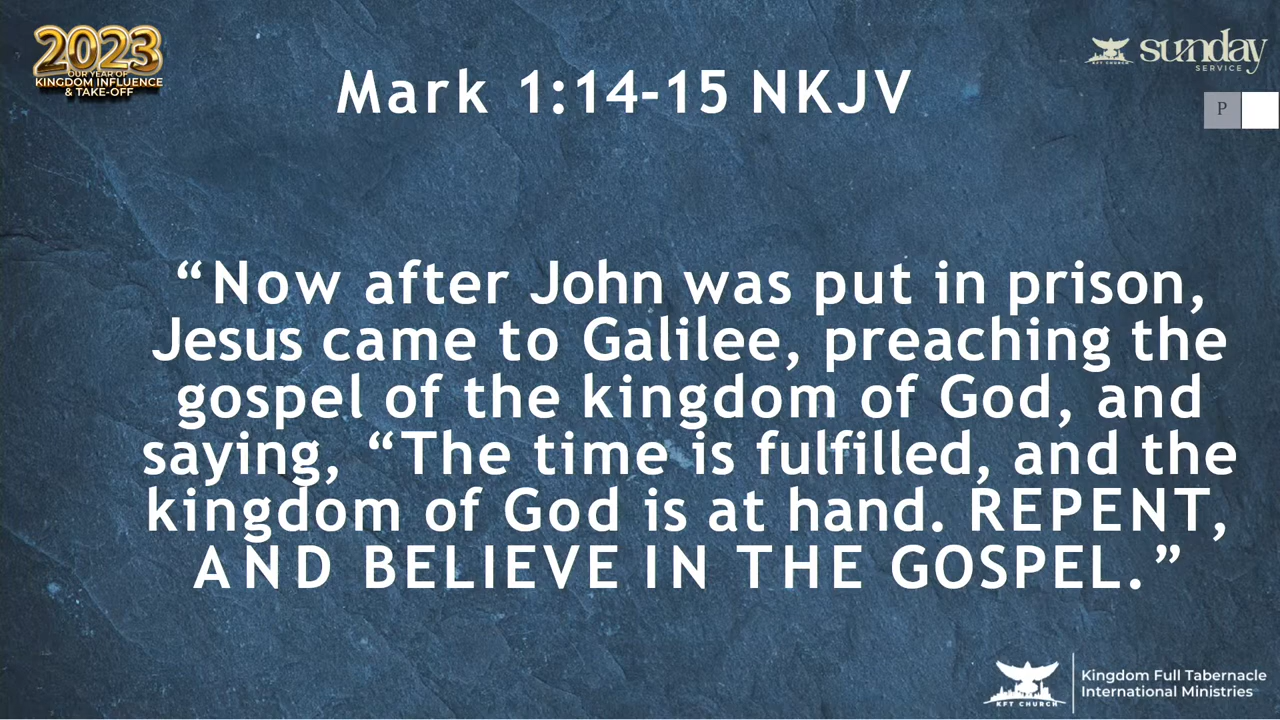 2023
OUR YEAR OF
KINGDOM INFLUENCE
& TAKE-OFF
KFT CHURCH
sunday
SERVICE
Mark 1:14-15 NKJV
P
“Now after John was put in prison,
Jesus came to Galilee, preaching the
gospel of the kingdom of God, and
saying, “The time is fulfilled, and the
kingdom of God is at hand. REPENT,
AND BELIEVE IN THE GOSPEL.”
KFT CHURCH
Kingdom Full Tabernacle
International Ministries